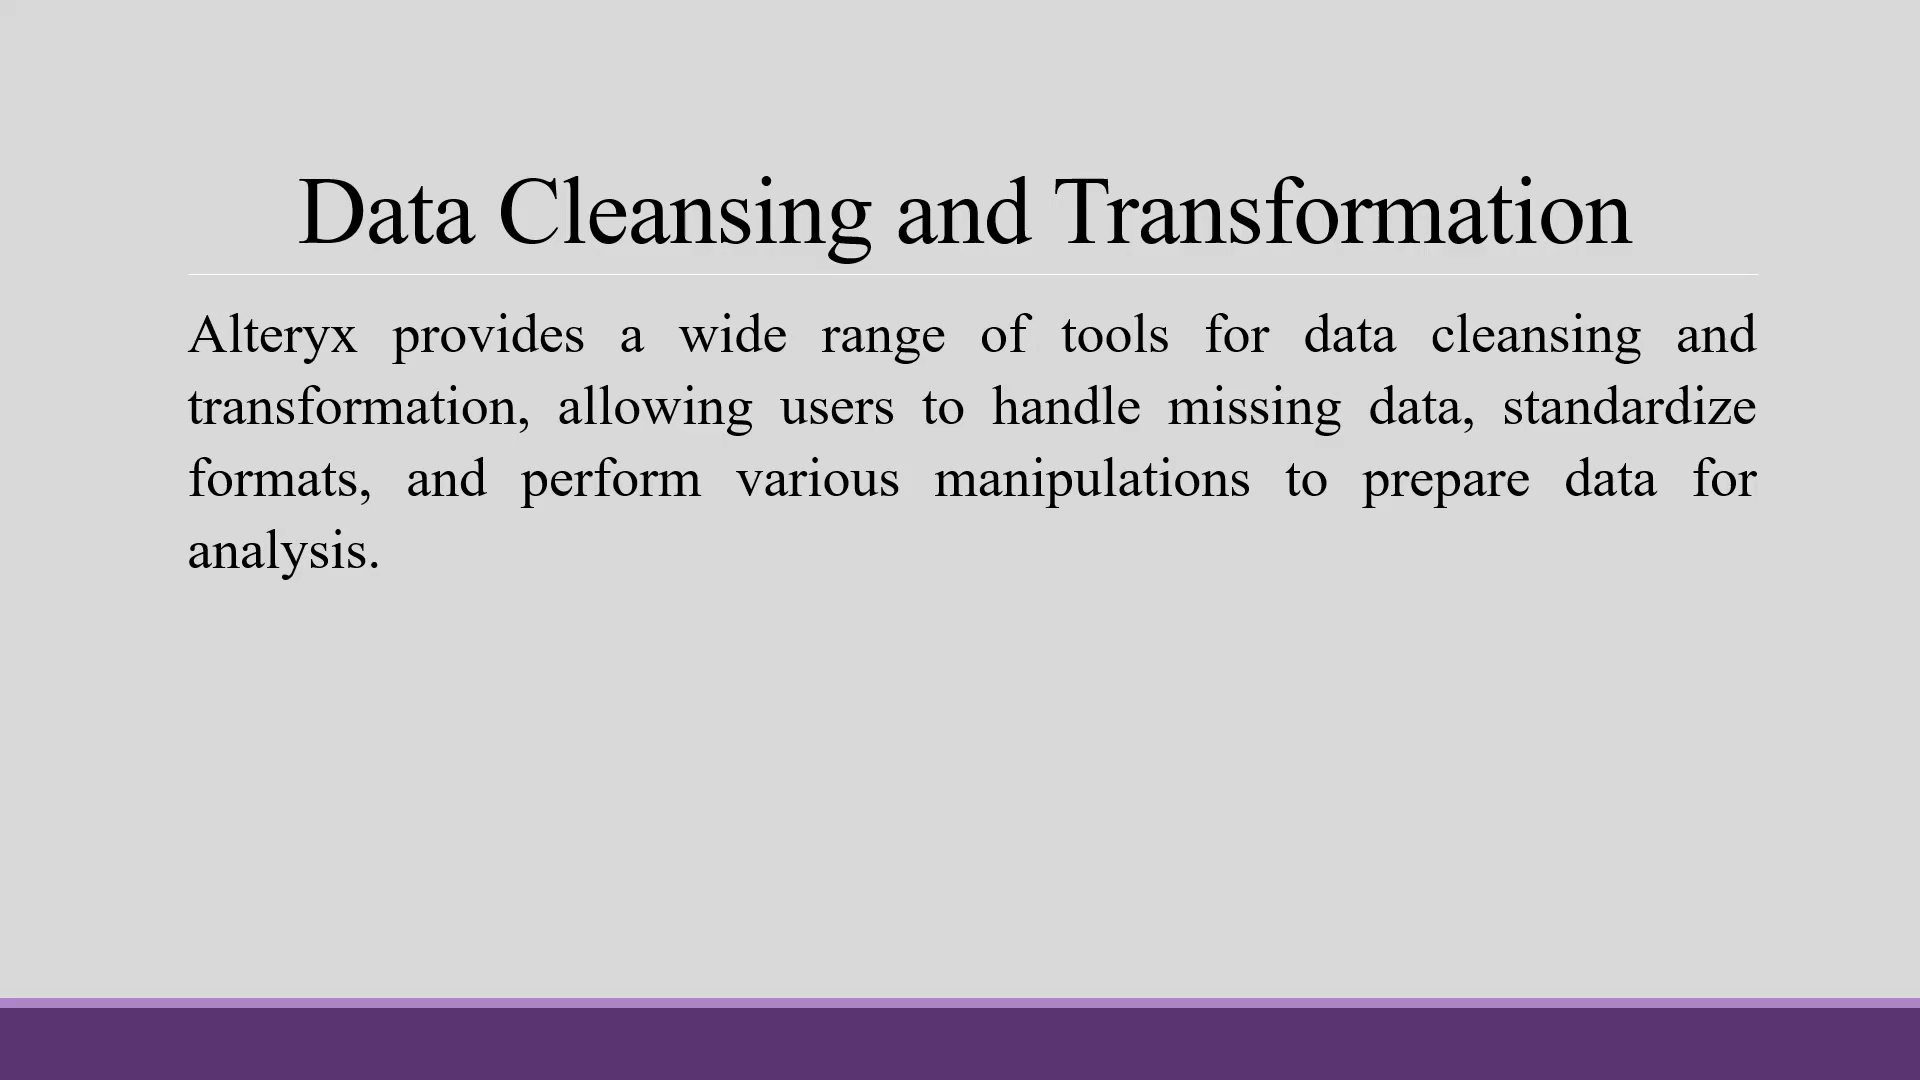 Data Cleansing and Transformation
Alteryx provides a wide range of tools for data cleansing and
transformation, allowing users to handle missing data, standardize
formats, and perform various manipulations to prepare data for
analysis.